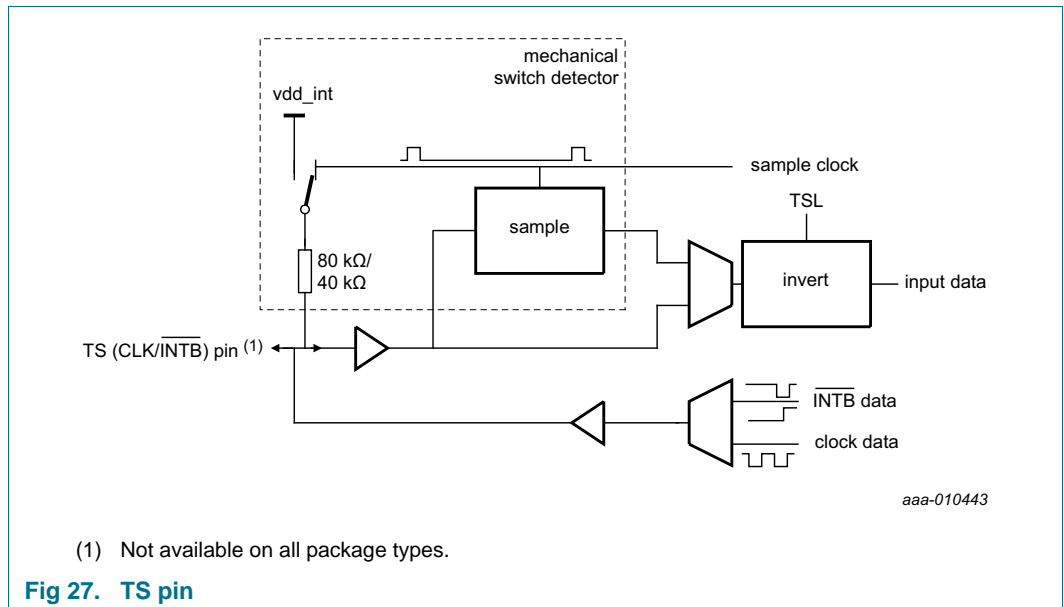 mechanical
switch detector
vdd_int
sample clock
TSL
sample
80 kΩ/
40 kΩ
invert
input data
TS (CLK/INTB) pin (1)
INTB data
clock data
aaa-010443
(1) Not available on all package types.
Fig 27. TS pin